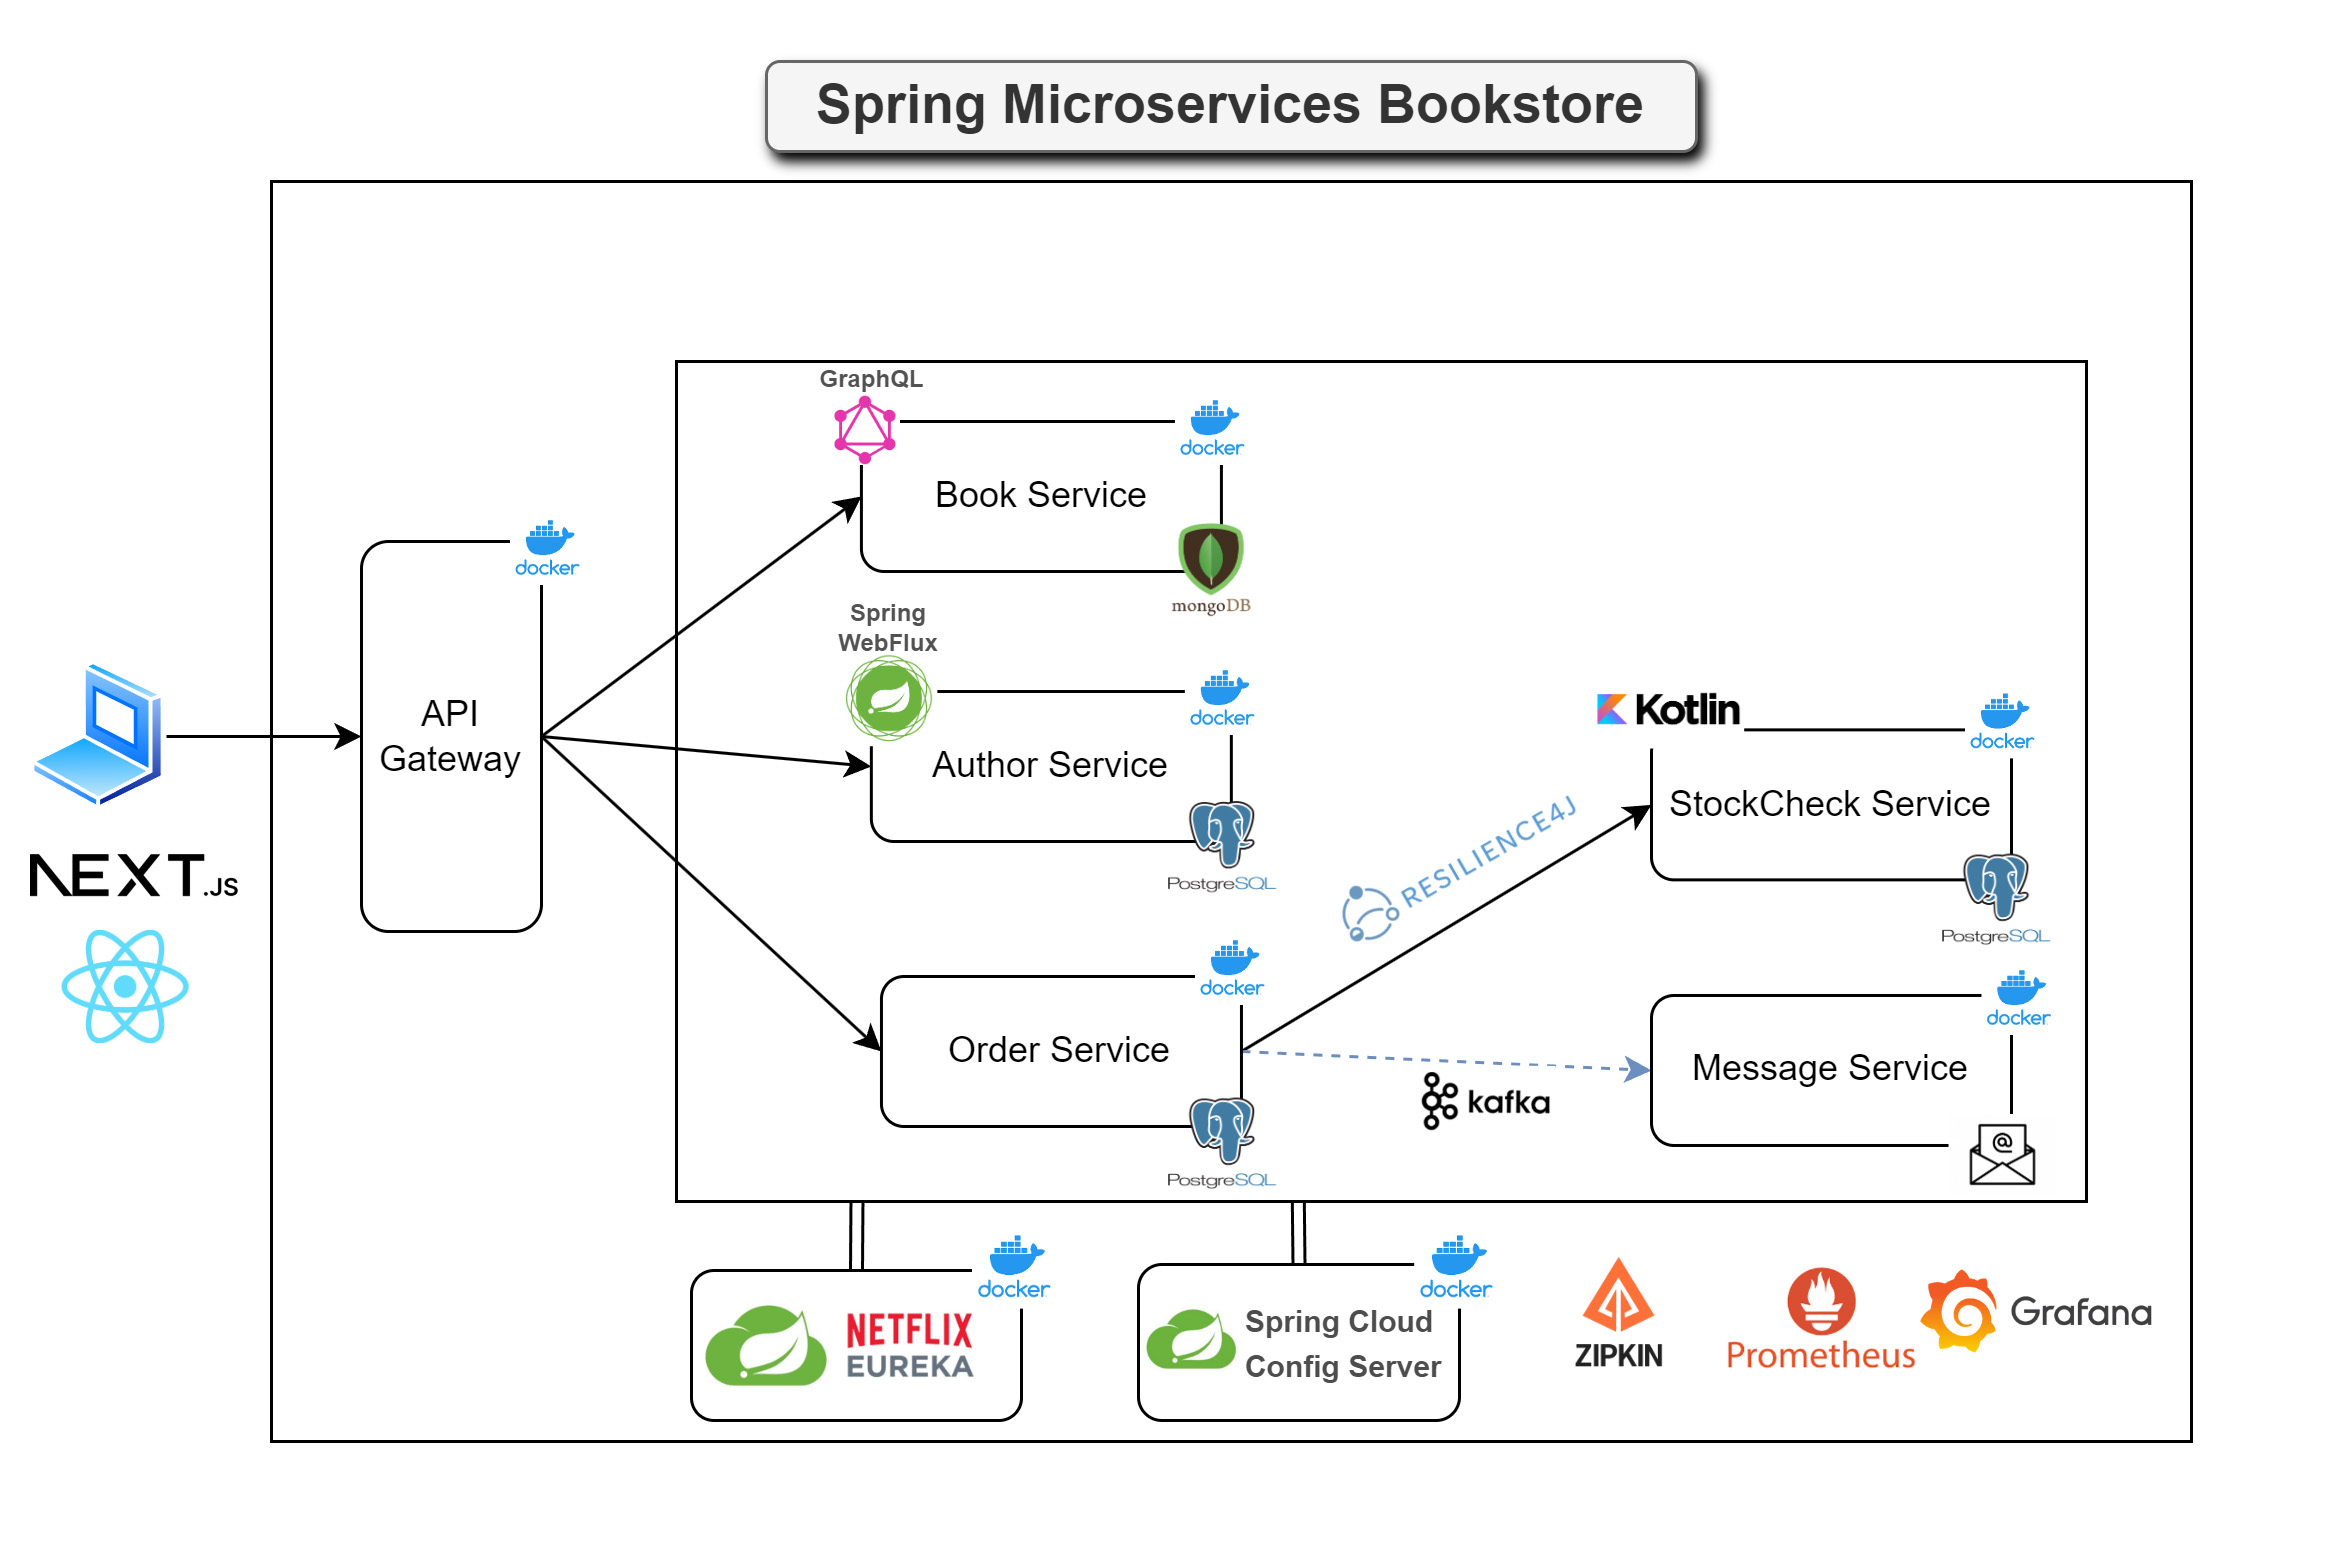 Spring Microservices Bookstore
GraphQL
docker
Book Service
mongoDB
docker
API
Gateway
Spring
WebFlux
docker
Author Service
PostgreSQL
NEXT.JS
Kotlin
docker
StockCheck Service
PostgreSQL
RESILIENCE4J
docker
Order Service
PostgreSQL
kafka
docker
Message Service
@
docker
NETFLIX
EUREKA
docker
Spring Cloud
Config Server
ZIPKIN
Prometheus
Grafana